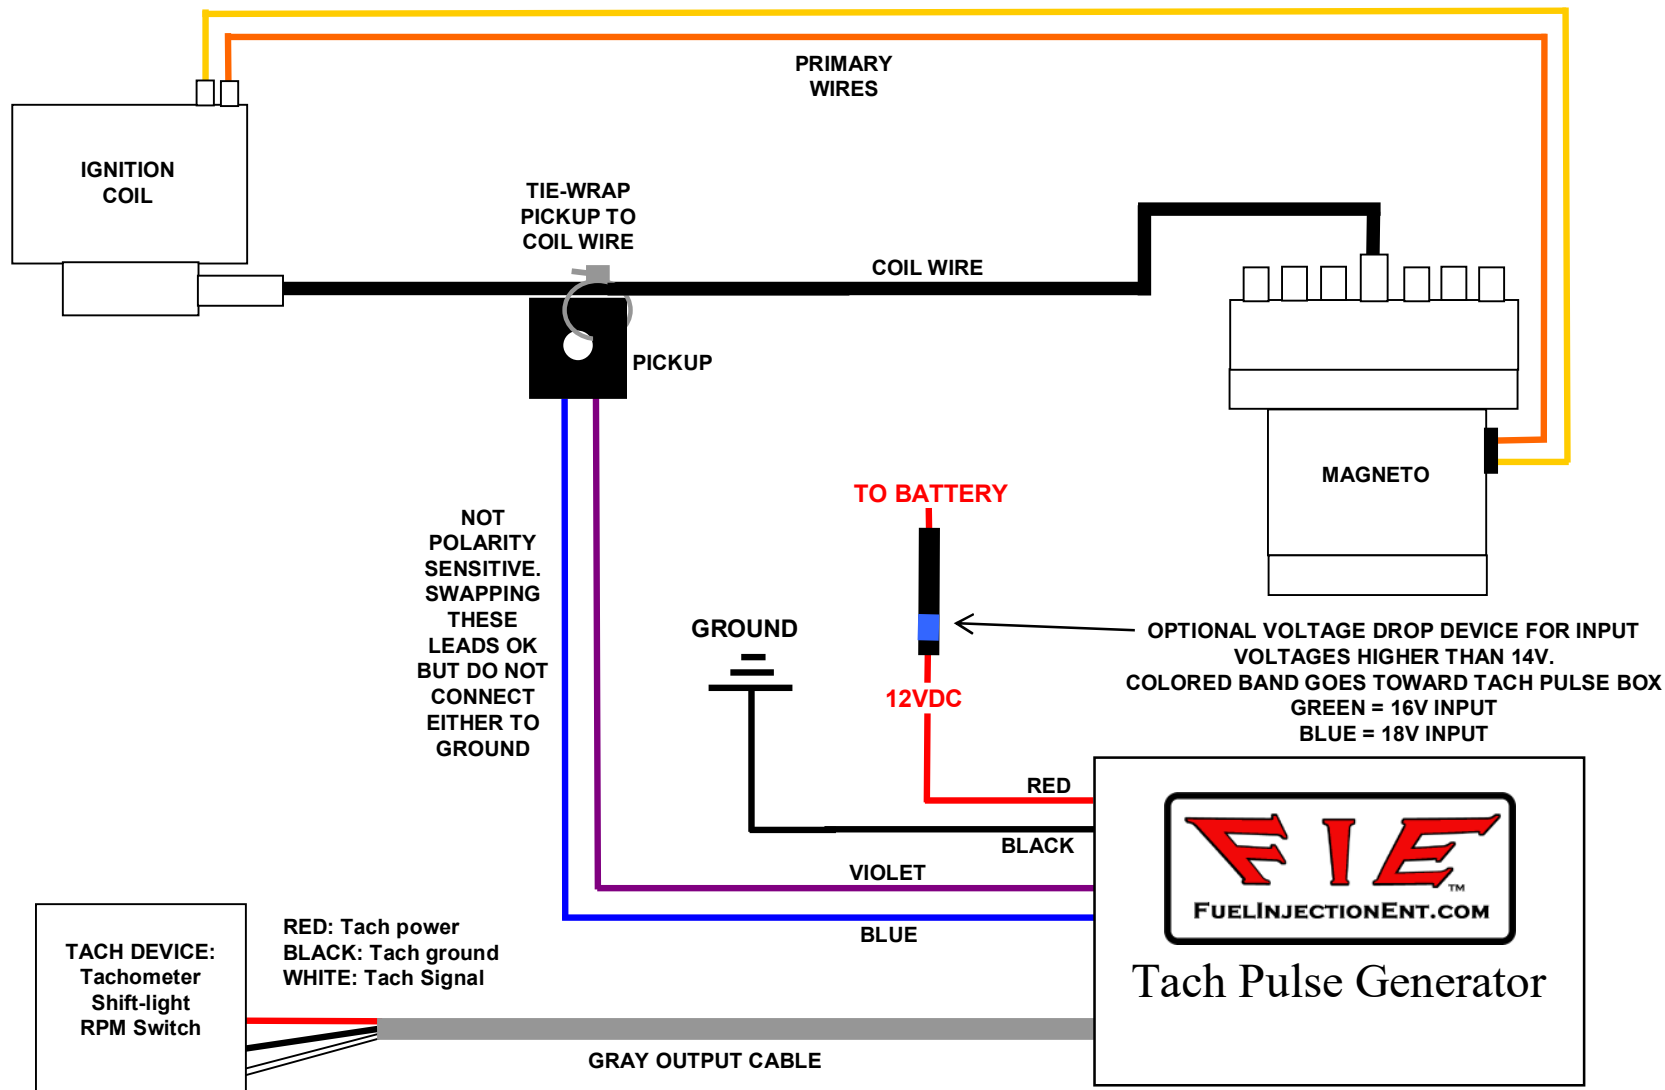 PRIMARY
WIRES
IGNITION
COIL
TIE-WRAP
PICKUP TO
COIL WIRE
COIL WIRE
PICKUP
MAGNETO
TO BATTERY
NOT
POLARITY
SENSITIVE.
SWAPPING
THESE
LEADS OK
BUT DO NOT
CONNECT
EITHER TO
GROUND
GROUND
12VDC
OPTIONAL VOLTAGE DROP DEVICE FOR INPUT
VOLTAGES HIGHER THAN 14V.
COLORED BAND GOES TOWARD TACH PULSE BOX
GREEN = 16V INPUT
BLUE = 18V INPUT
RED
BLACK
VIOLET
BLUE
FIE™
FUELINJECTIONENT.COM
Tach Pulse Generator
TACH DEVICE:
Tachometer
Shift-light
RPM Switch
RED: Tach power
BLACK: Tach ground
WHITE: Tach Signal
GRAY OUTPUT CABLE